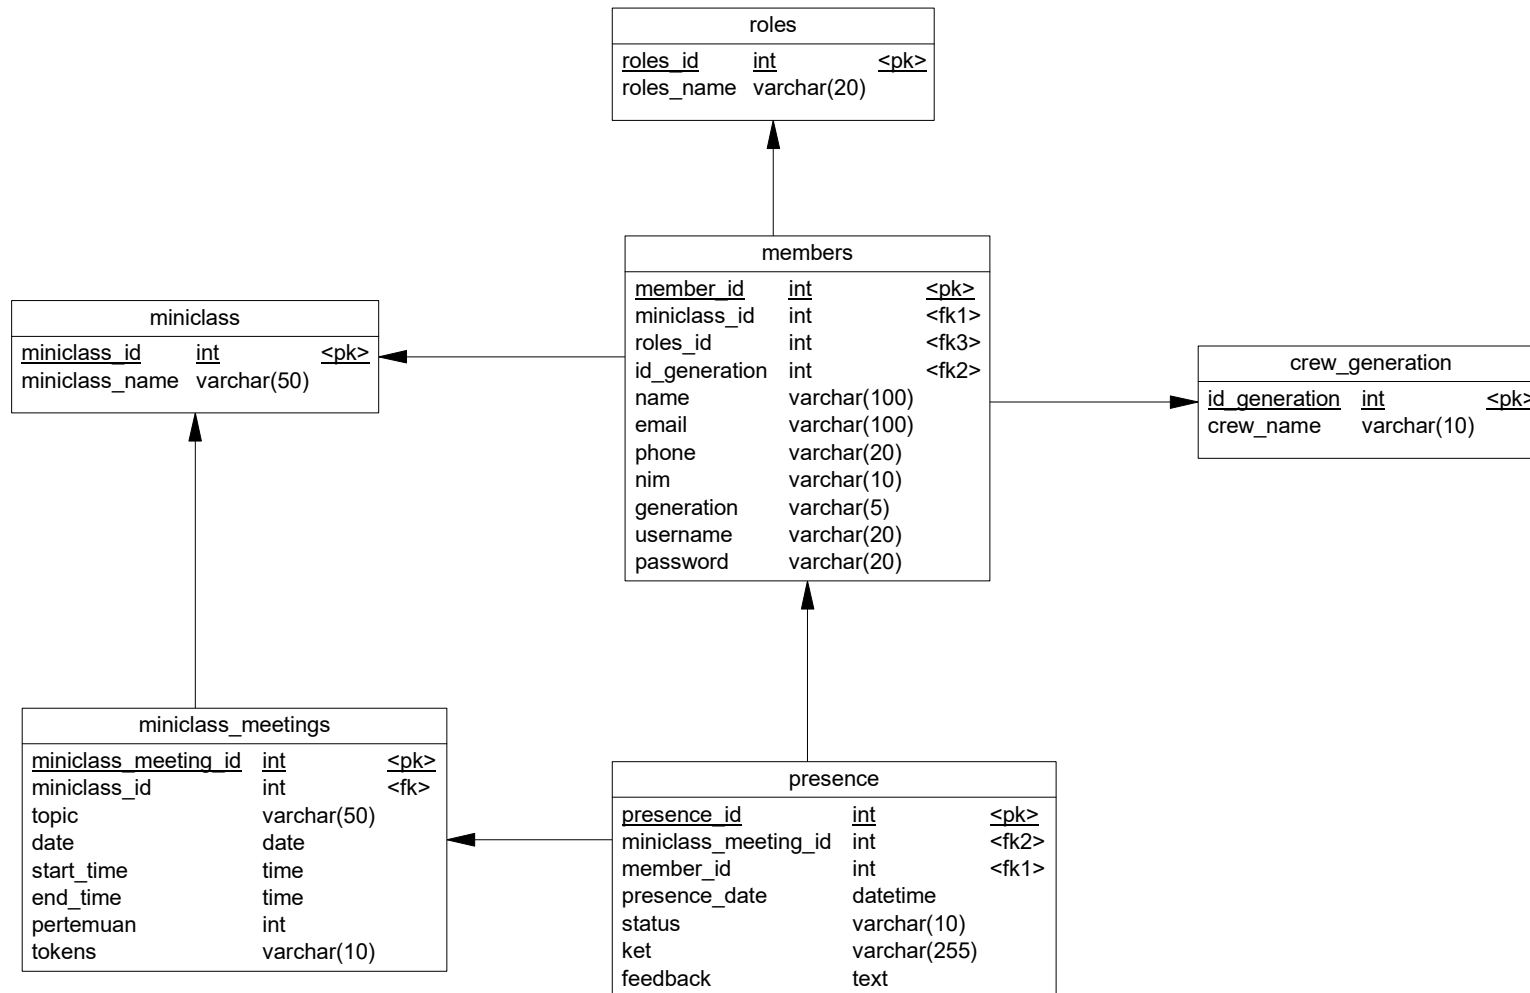 roles
roles_id int <pk>
roles_name varchar(20)
members
member_id int <pk>
miniclass_id int <fk1>
roles_id int <fk3>
id_generation int <fk2>
name varchar(100)
email varchar(100)
phone varchar(20)
nim varchar(10)
generation varchar(5)
username varchar(20)
password varchar(20)
miniclass
miniclass_id int <pk>
miniclass_name varchar(50)
crew_generation
id_generation int <pk>
crew_name varchar(10)
miniclass_meetings
miniclass_meeting_id int <pk>
miniclass_id int <fk>
topic varchar(50)
date date
start_time time
end_time time
pertemuan int
tokens varchar(10)
presence
presence_id int <pk>
miniclass_meeting_id int <fk2>
member_id int <fk1>
presence_date datetime
status varchar(10)
ket varchar(255)
feedback text